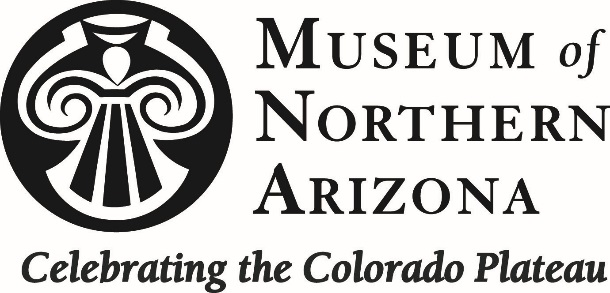 MUSEUM of
NORTHERN
ARIZONA
Celebrating the Colorado Plateau